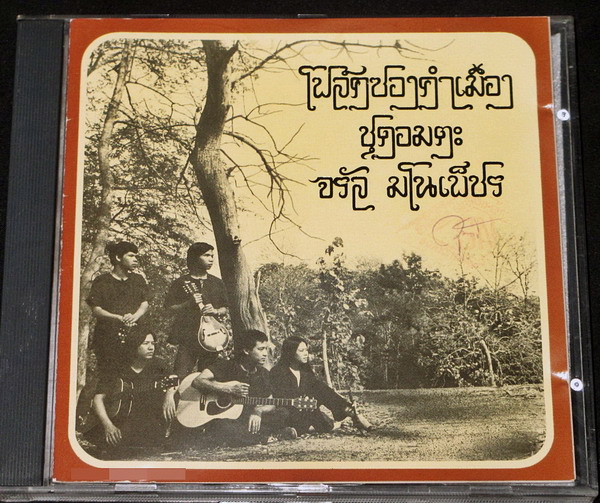 โฟล์คซองคำเมือง
ชุดอมตะ
จรัล มโนเพ็ชร